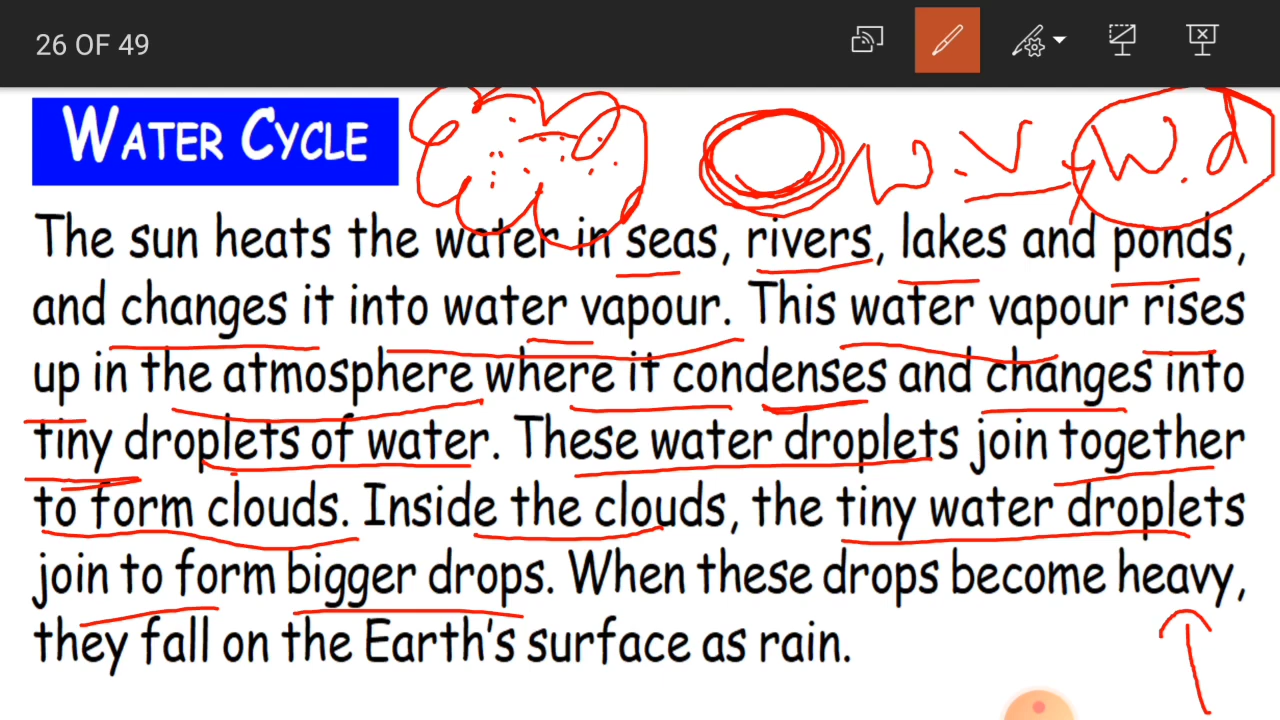 26 OF 49
WATER CYCLE
W.V → W.d
The sun heats the water in seas, rivers, lakes and ponds,
and changes it into water vapour. This water vapour rises
up in the atmosphere where it condenses and changes into
tiny droplets of water. These water droplets join together
to form clouds. Inside the clouds, the tiny water droplets
join to form bigger drops. When these drops become heavy,
they fall on the Earth's surface as rain.